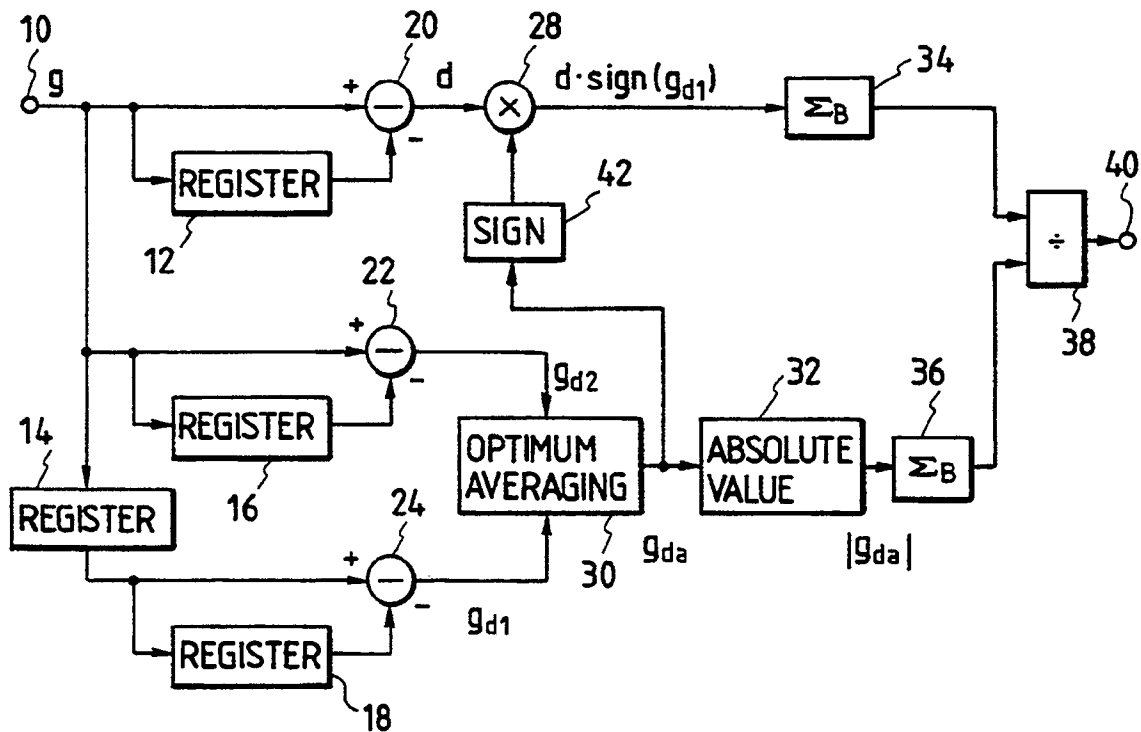 10
g
20
d
28
d·sign(g_d1)
34
Σ_B
+
−
−
×
REGISTER
12
SIGN
42
40
÷
38
22
+
−
−
g_d2
REGISTER
16
14
REGISTER
OPTIMUM
AVERAGING
30
g_da
32
ABSOLUTE
VALUE
|g_da|
36
Σ_B
24
+
−
−
g_d1
REGISTER
18